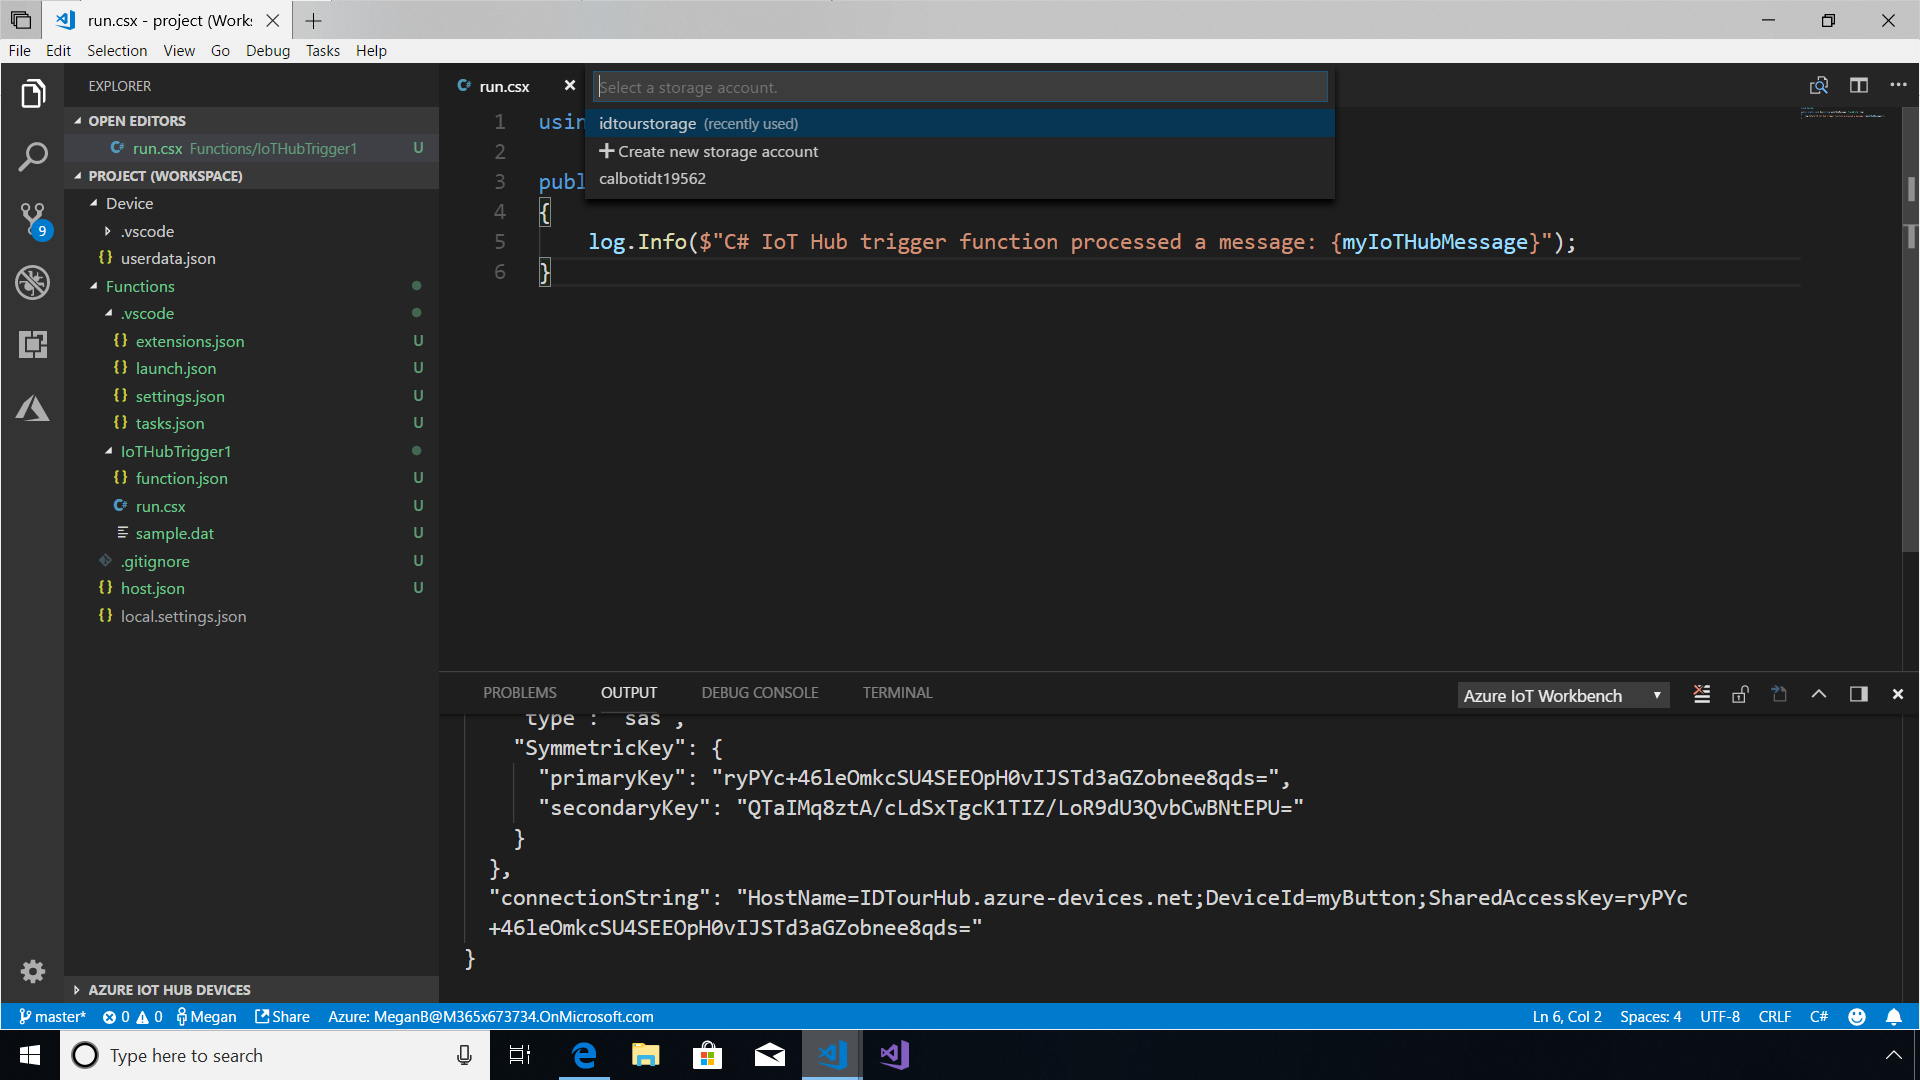 run.csx - project (Works
File Edit Selection View Go Debug Tasks Help
EXPLORER
OPEN EDITORS
C# run.csx Functions/IoTHubTrigger1 U
PROJECT (WORKSPACE)
Device
.vscode
{} userdata.json
Functions
.vscode
{} extensions.json U
{} launch.json U
{} settings.json U
{} tasks.json U
IoTHubTrigger1
{} function.json U
C# run.csx U
sample.dat U
.gitignore U
{} host.json U
{} local.settings.json
AZURE IOT HUB DEVICES
9
C# run.csx
Select a storage account.
idtourstorage (recently used)
Create new storage account
calbotidt19562
1 usin
2
3 publ
4 {
5 log.Info($"C# IoT Hub trigger function processed a message: {myIoTHubMessage}");
6 }
PROBLEMS OUTPUT DEBUG CONSOLE TERMINAL
Azure IoT Workbench
type : sas ,
"SymmetricKey": {
"primaryKey": "ryPYc+46leOmkcSU4SEEOpH0vIJSTd3aGZobnee8qds=",
"secondaryKey": "QTaIMq8ztA/cLdSxTgcK1TIZ/LoR9dU3QvbCwBNtEPU="
}
},
"connectionString": "HostName=IDTourHub.azure-devices.net;DeviceId=myButton;SharedAccessKey=ryPYc
+46leOmkcSU4SEEOpH0vIJSTd3aGZobnee8qds="
}
master* 0 0 Megan Share Azure: MeganB@M365x673734.OnMicrosoft.com Ln 6, Col 2 Spaces: 4 UTF-8 CRLF C#
Type here to search